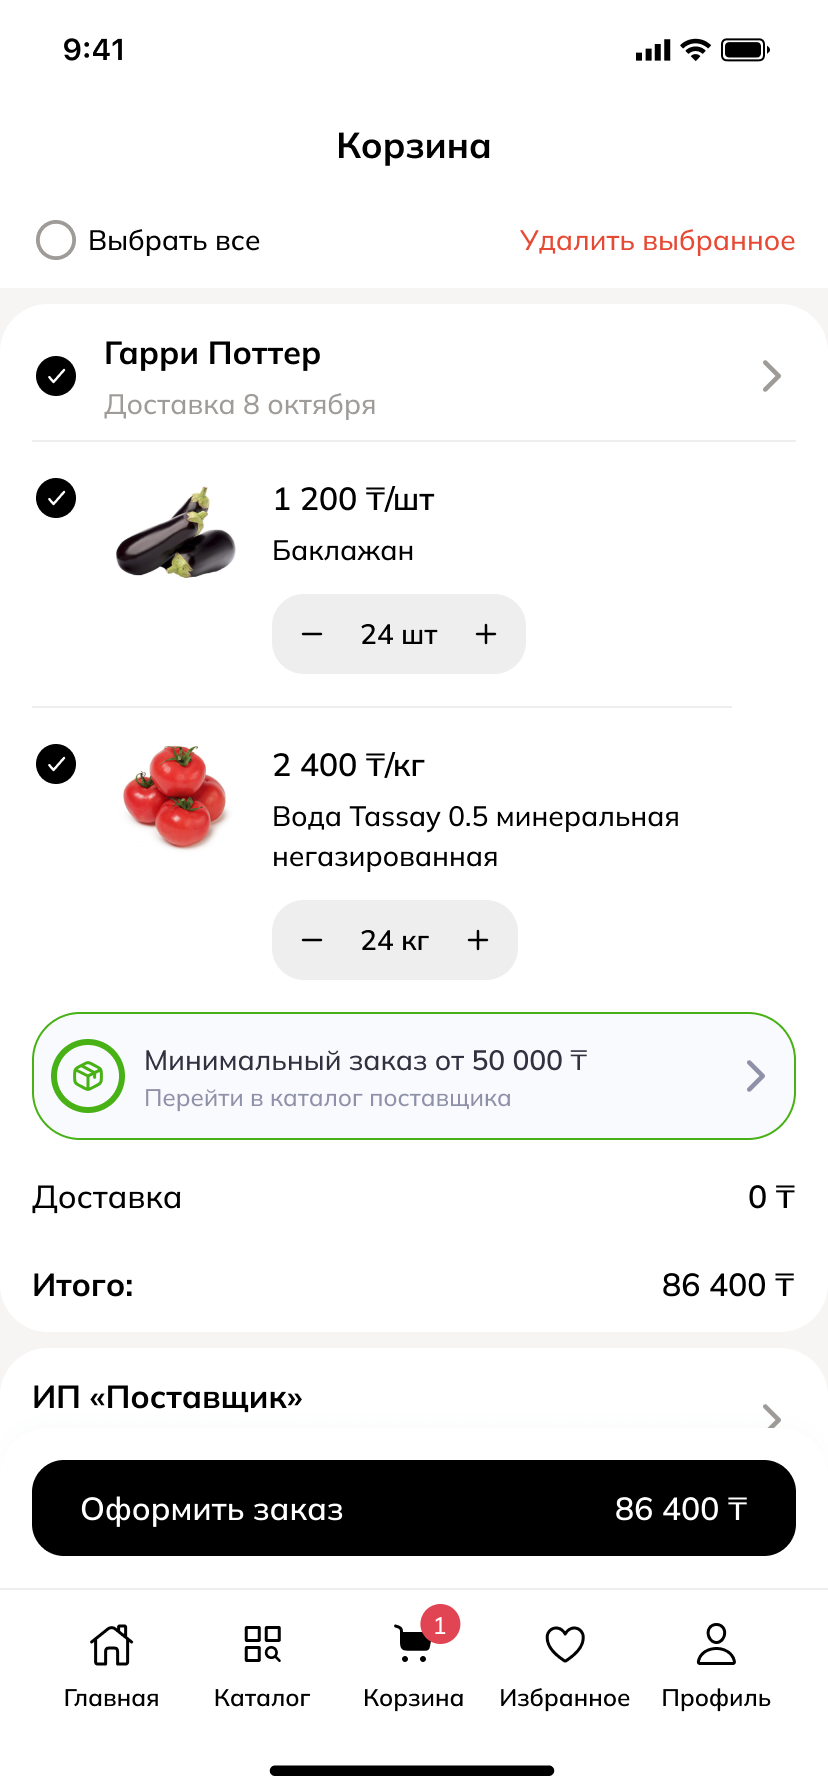 9:41
Корзина
Выбрать все
Удалить выбранное
Гарри Поттер
Доставка 8 октября
1 200 ₸/шт
Баклажан
24 шт
2 400 ₸/кг
Вода Tassay 0.5 минеральная
негазированная
24 кг
Минимальный заказ от 50 000 ₸
Перейти в каталог поставщика
Доставка 0 ₸
Итого: 86 400 ₸
ИП «Поставщик»
Оформить заказ 86 400 ₸
1
Главная Каталог Корзина Избранное Профиль